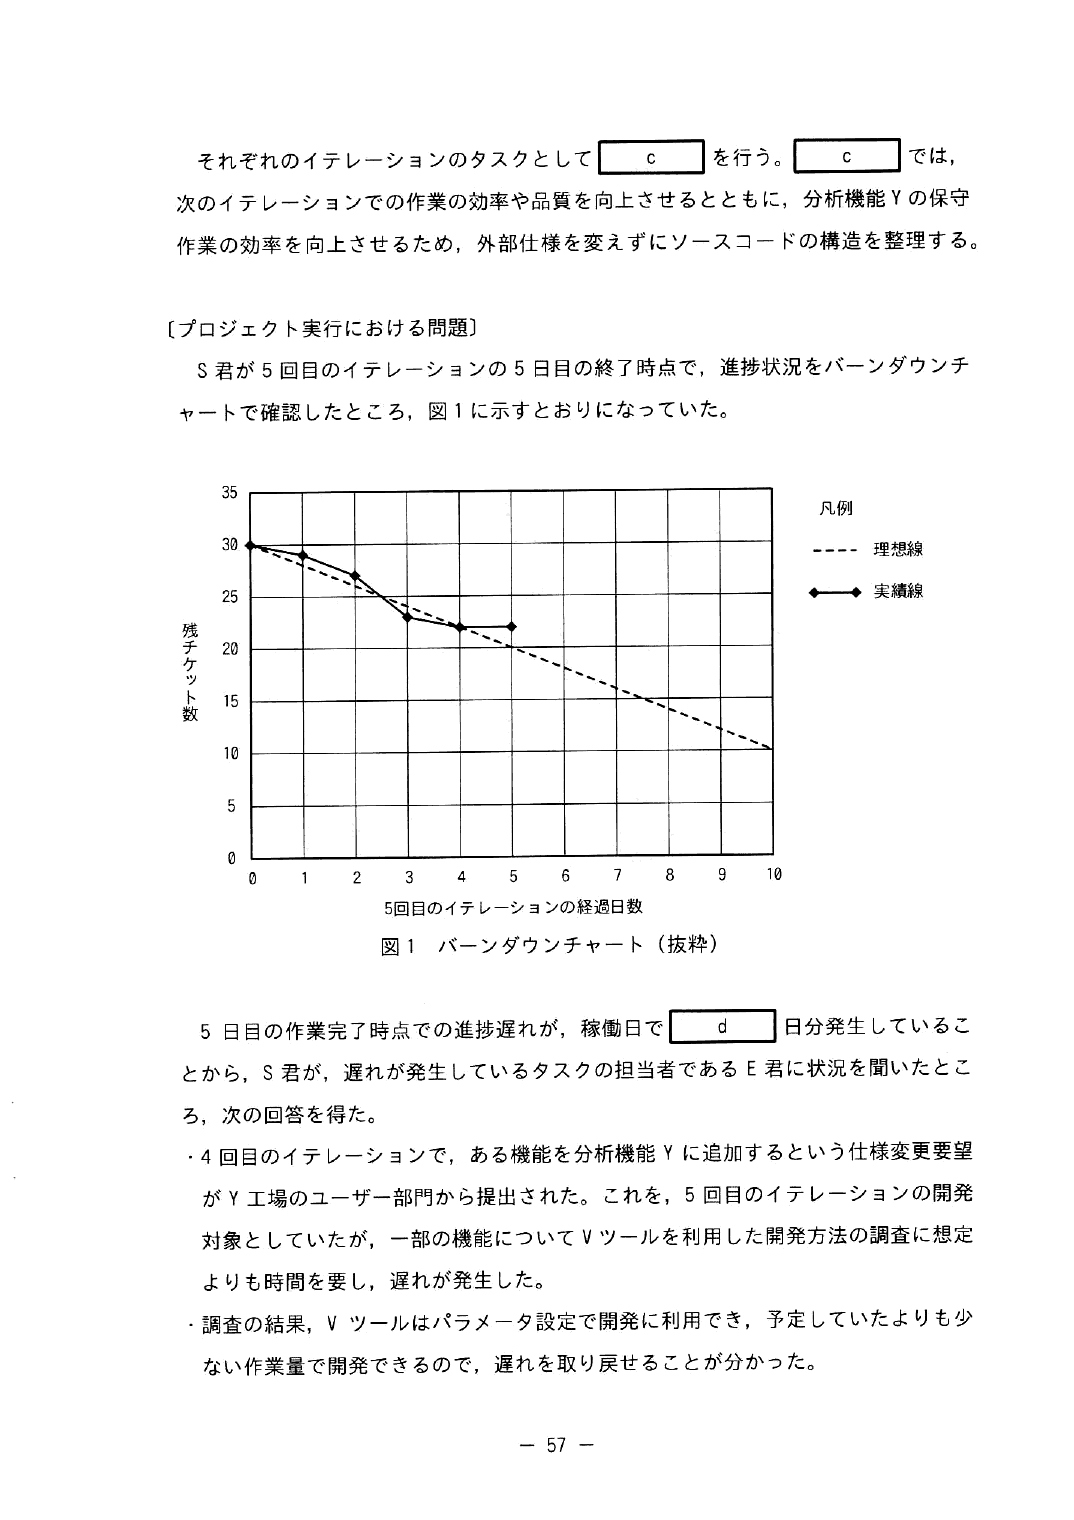 それぞれのイテレーションのタスクとして c を行う。 c では,
次のイテレーションでの作業の効率や品質を向上させるとともに，分析機能 Y の保守
作業の効率を向上させるため，外部仕様を変えずにソースコードの構造を整理する。
〔プロジェクト実行における問題〕
S 君が 5 回目のイテレーションの 5 日目の終了時点で，進捗状況をバーンダウンチ
ャートで確認したところ，図 1 に示すとおりになっていた。
35
30
25
20
15
10
5
0
残チケット数
0 1 2 3 4 5 6 7 8 9 10
5回目のイテレーションの経過日数
凡例
理想線
実績線
図 1 バーンダウンチャート（抜粋）
5 日目の作業完了時点での進捗遅れが，稼働日で d 日分発生しているこ
とから，S 君が，遅れが発生しているタスクの担当者である E 君に状況を聞いたとこ
ろ，次の回答を得た。
・4 回目のイテレーションで，ある機能を分析機能 Y に追加するという仕様変更要望
が Y 工場のユーザー部門から提出された。これを，5 回目のイテレーションの開発
対象としていたが，一部の機能について V ツールを利用した開発方法の調査に想定
よりも時間を要し，遅れが発生した。
・調査の結果，V ツールはパラメータ設定で開発に利用でき，予定していたよりも少
ない作業量で開発できるので，遅れを取り戻せることが分かった。
－ 57 －